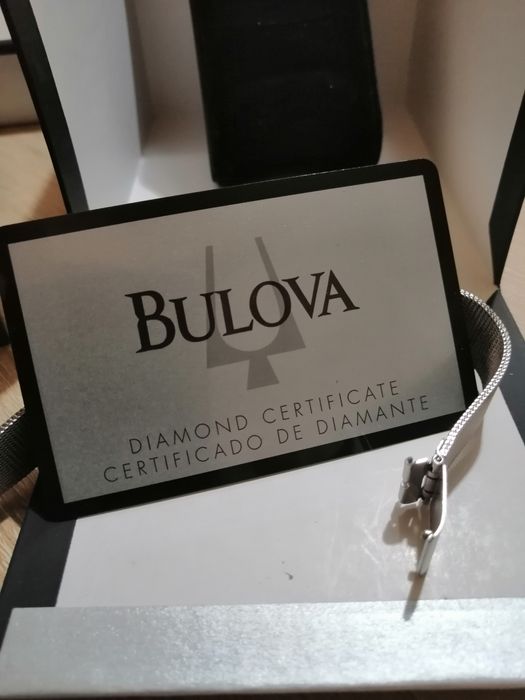 BULOVA
DIAMOND CERTIFICATE
CERTIFICADO DE DIAMANTE